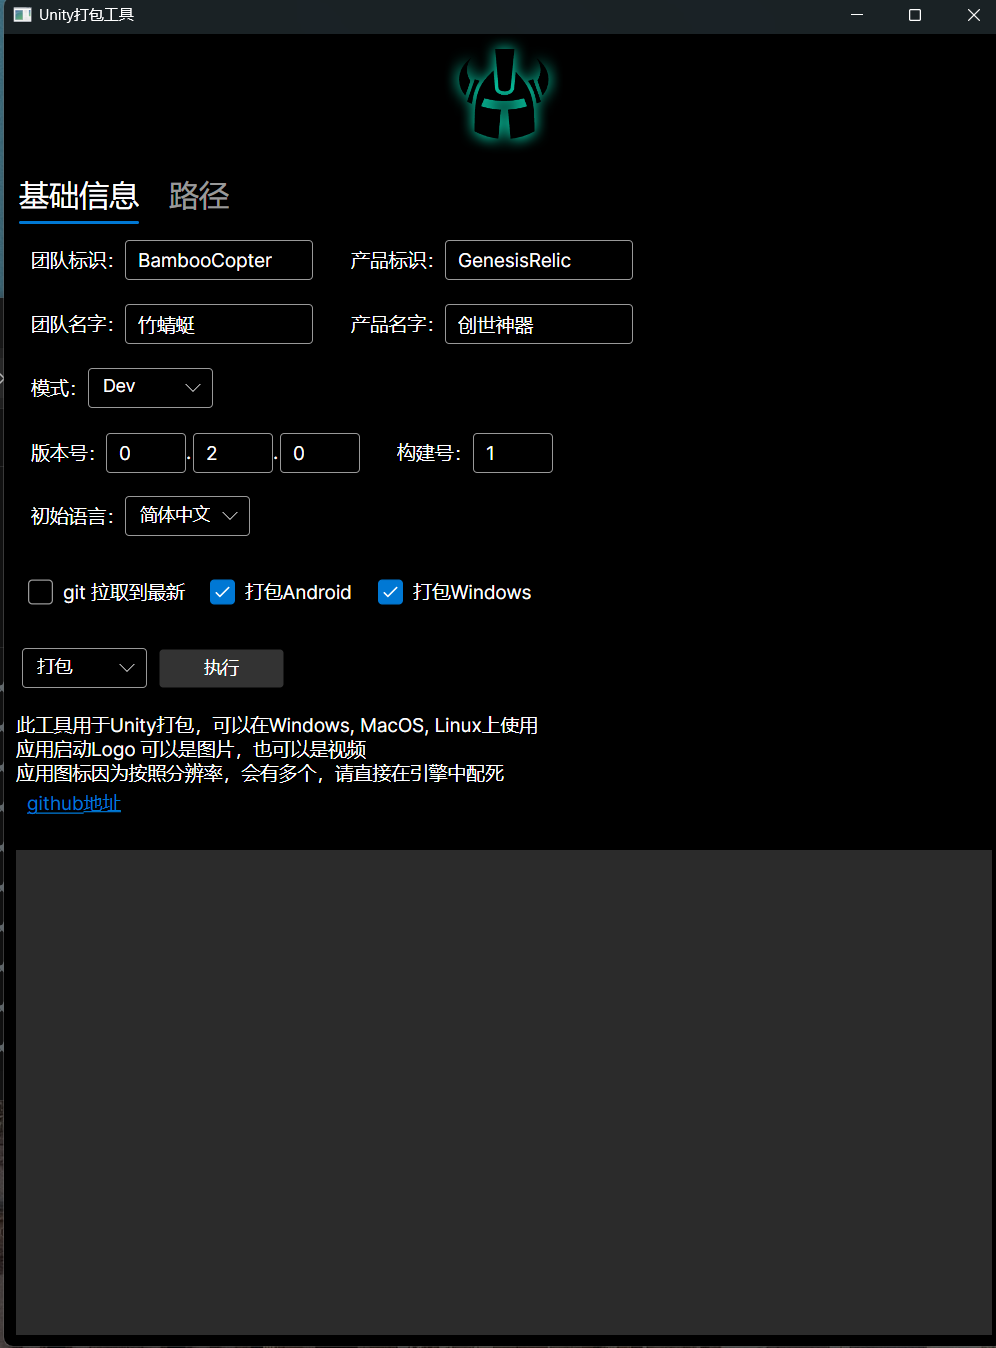 Unity打包工具
基础信息 路径
团队标识： BambooCopter 产品标识： GenesisRelic
团队名字： 竹蜻蜓 产品名字： 创世神器
模式： Dev
版本号： 0 . 2 . 0 构建号： 1
初始语言： 简体中文
git 拉取到最新 打包Android 打包Windows
打包 执行
此工具用于Unity打包，可以在Windows, MacOS, Linux上使用
应用启动Logo 可以是图片，也可以是视频
应用图标因为按照分辨率，会有多个，请直接在引擎中配死
github地址